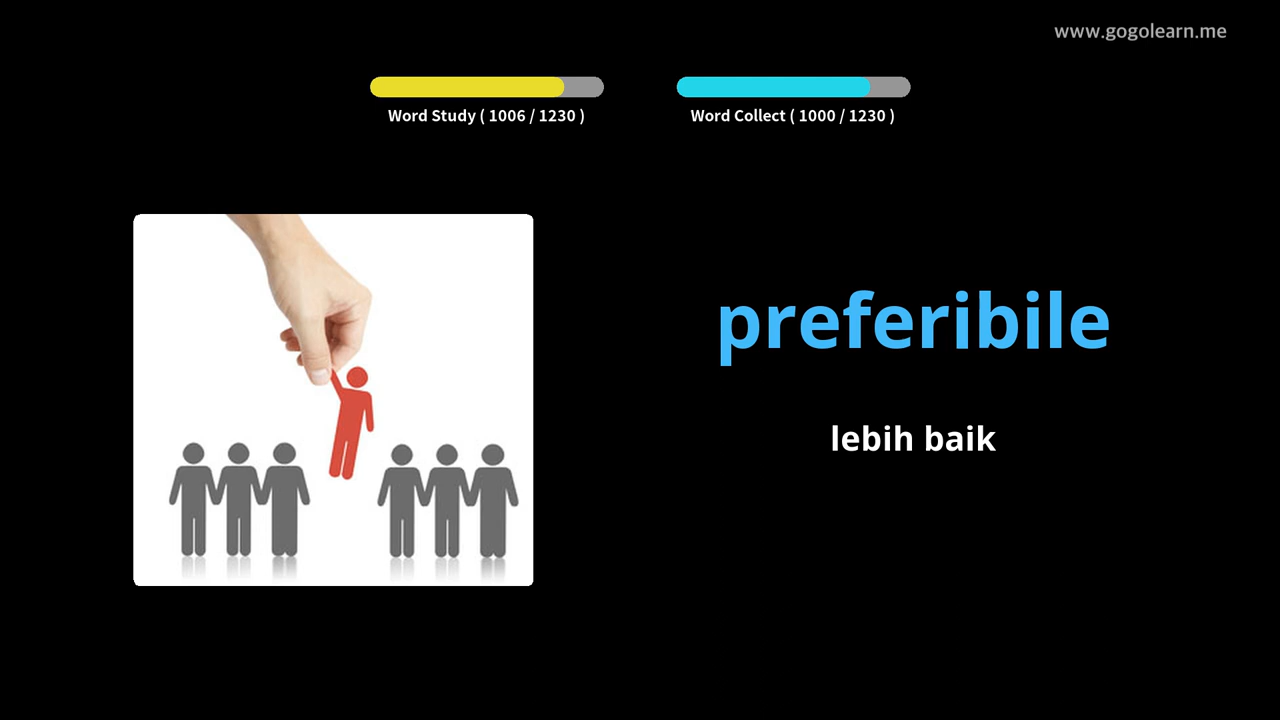 www.gogolearn.me
Word Study ( 1006 / 1230 )
Word Collect ( 1000 / 1230 )
preferibile
lebih baik